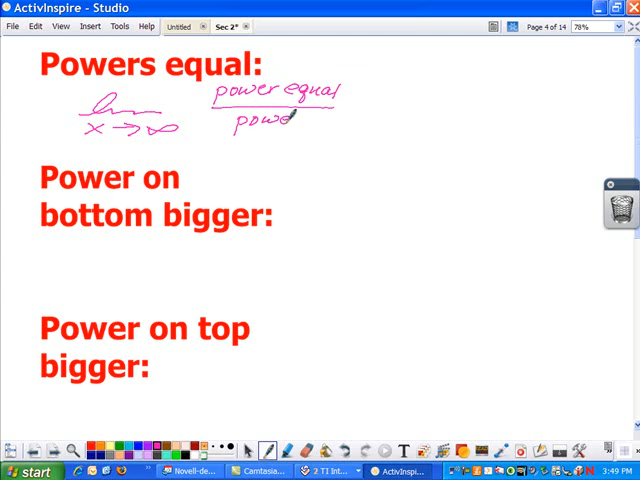 ActivInspire - Studio
File Edit View Insert Tools Help
Untitled
Sec 2°
Page 4 of 14
78%
Powers equal:
lim
x → ∞
power equal
powe
Power on
bottom bigger:
Power on top
bigger:
start
Novell-de...
Camtasia...
2 TI Int...
ActivInspi...
3:49 PM